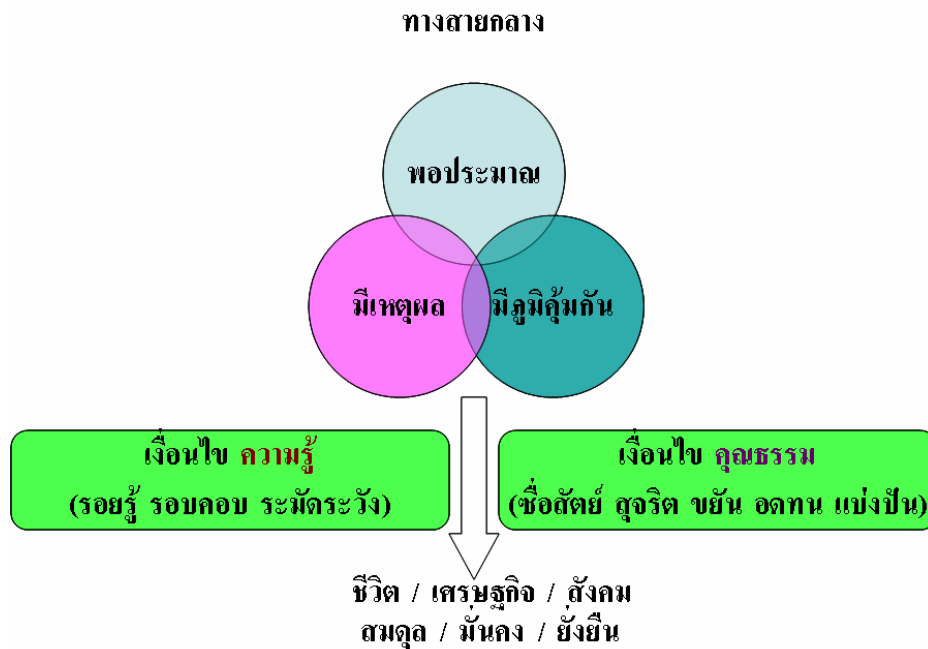 ทางสายกลาง
พอประมาณ
มีเหตุผล
มีภูมิคุ้มกัน
เงื่อนไข ความรู้
(รอยรู้ รอบคอบ ระมัดระวัง)
เงื่อนไข คุณธรรม
(ซื่อสัตย์ สุจริต ขยัน อดทน แบ่งปัน)
ชีวิต / เศรษฐกิจ / สังคม
สมดุล / มั่นคง / ยั่งยืน